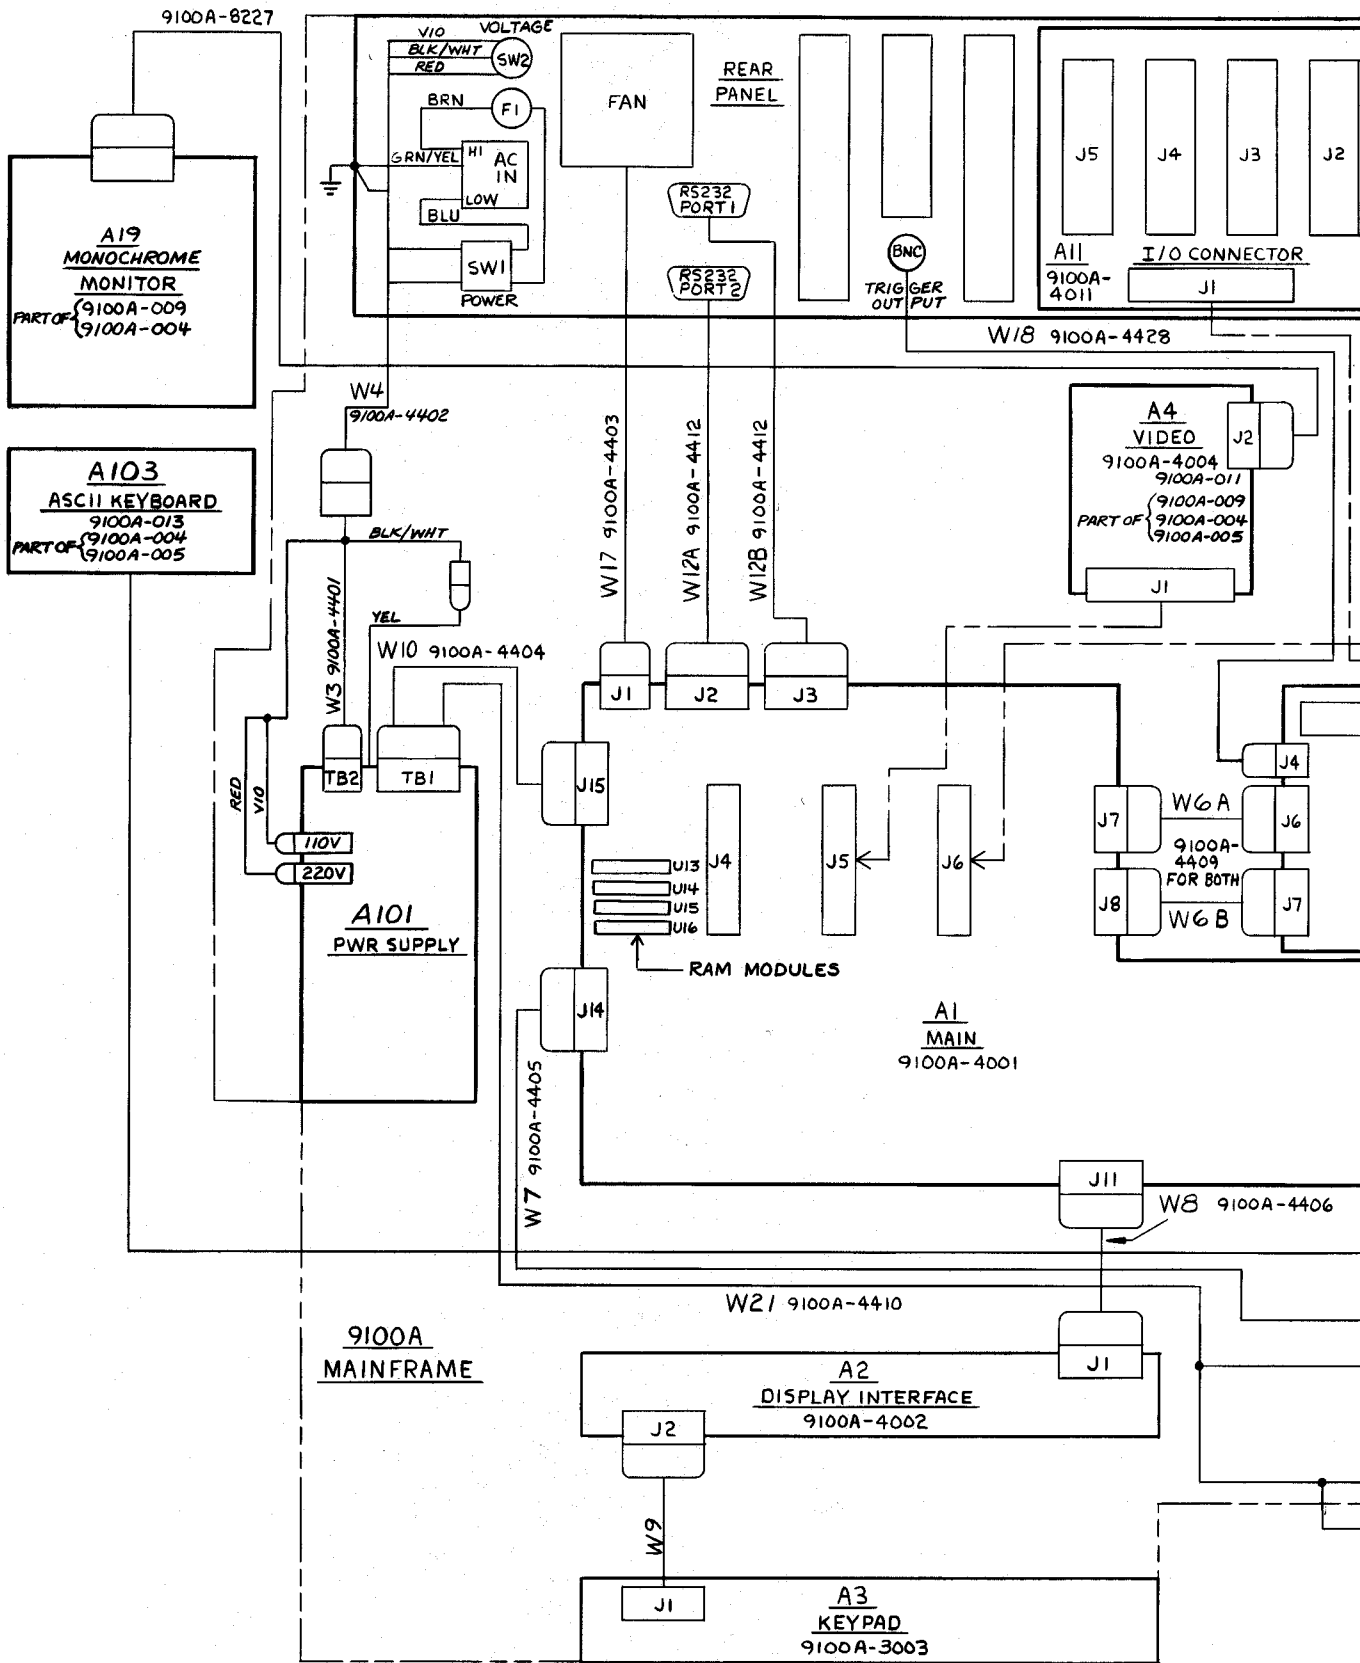 9100A-8227
VIO
VOLTAGE
BLK/WHT
RED
SW2
BRN
F1
HI
AC
IN
GRN/YEL
LOW
BLU
SW1
POWER
FAN
REAR
PANEL
RS232
PORT1
RS232
PORT2
BNC
TRIGGER
OUTPUT
J5
J4
J3
J2
A11
9100A-
4011
I/O CONNECTOR
J1
A19
MONOCHROME
MONITOR
PART OF { 9100A-009
9100A-004
W18 9100A-4428
W4
9100A-4402
A103
ASCII KEYBOARD
9100A-013
PART OF { 9100A-004
9100A-005
BLK/WHT
YEL
W3 9100A-4401
W10 9100A-4404
W17 9100A-4403
W12A 9100A-4412
W12B 9100A-4412
A4
VIDEO
9100A-4004
9100A-011
PART OF { 9100A-009
9100A-004
9100A-005
J2
J1
RED
VIO
TB2
TB1
110V
220V
A101
PWR SUPPLY
J1
J2
J3
J15
U13
U14
U15
U16
RAM MODULES
J4
J5
J6
J7
J8
W6A
9100A-
4409
FOR BOTH
W6B
J4
J6
J7
J14
A1
MAIN
9100A-4001
W7 9100A-4405
J11
W8 9100A-4406
W21 9100A-4410
9100A
MAINFRAME
A2
DISPLAY INTERFACE
9100A-4002
J1
J2
W9
J1
A3
KEYPAD
9100A-3003